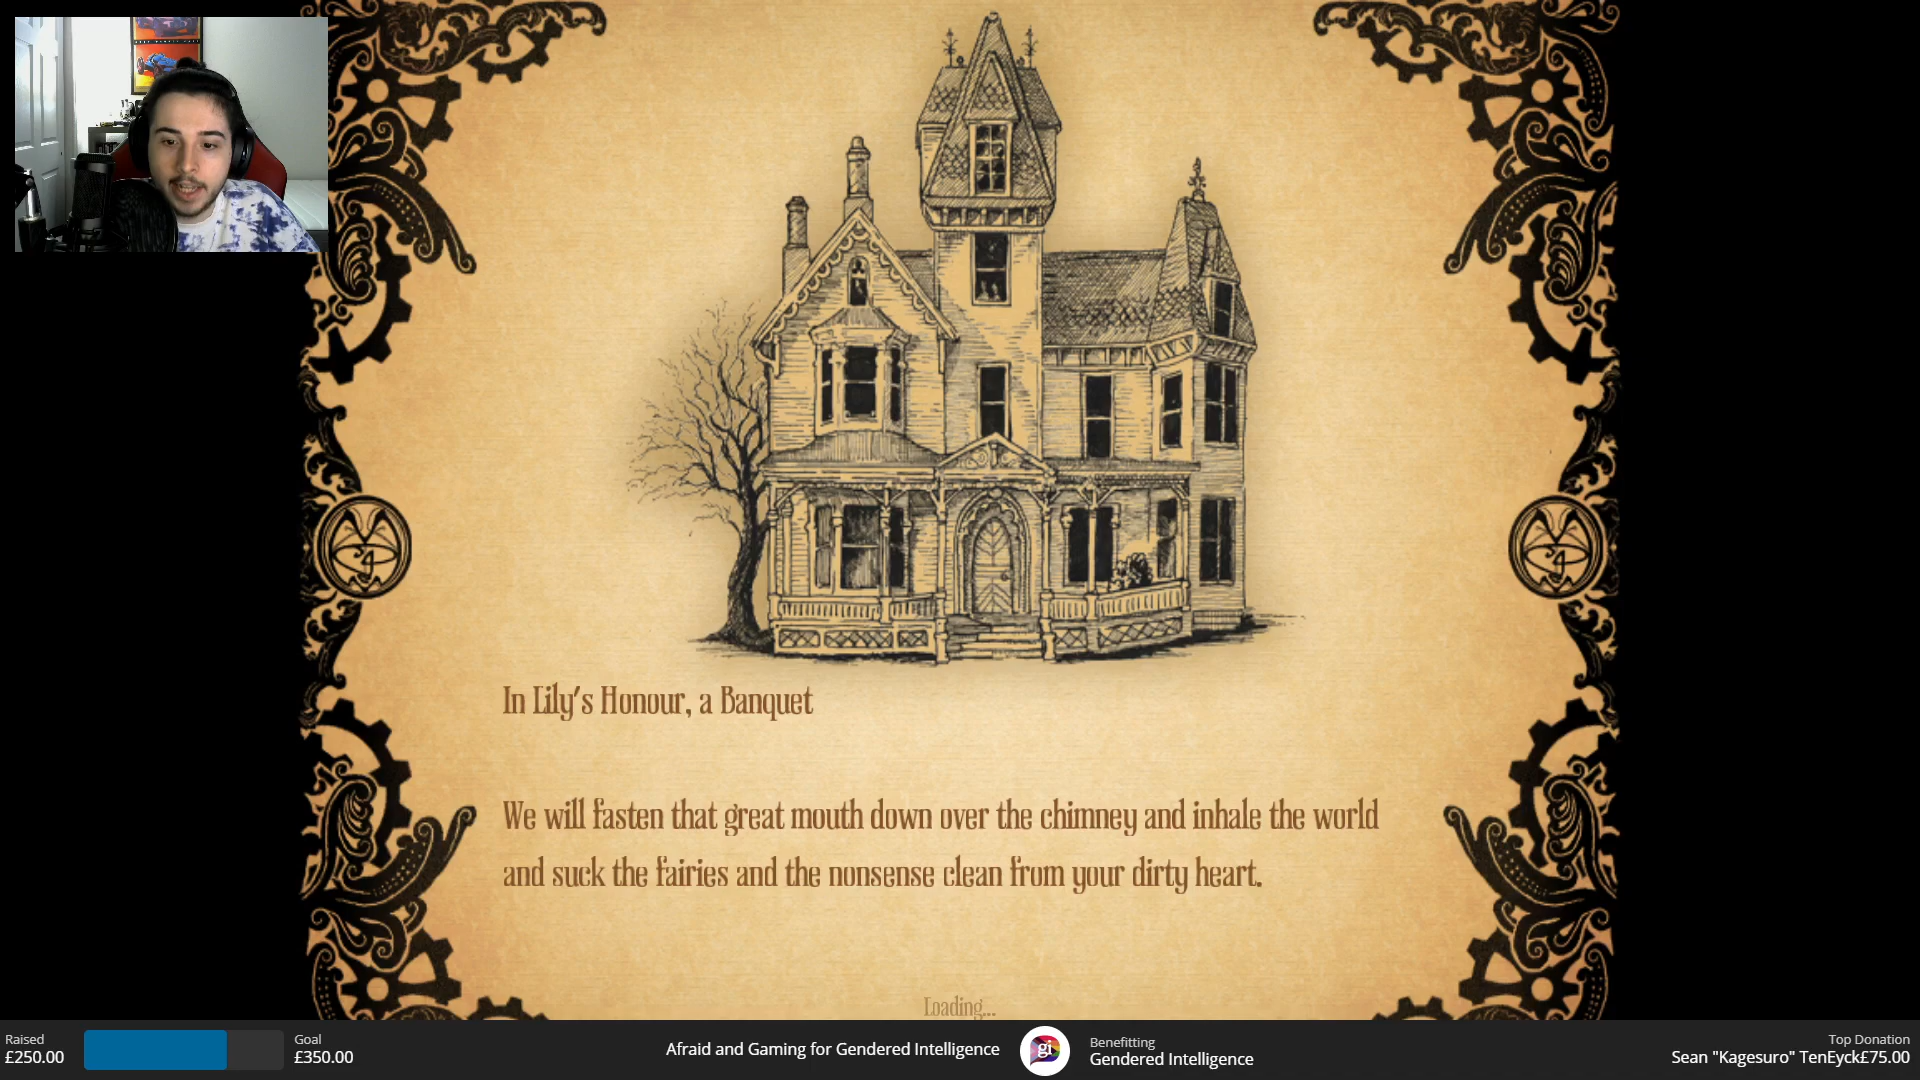 In Lily's Honour, a Banquet
We will fasten that great mouth down over the chimney and inhale the world
and suck the fairies and the nonsense clean from your dirty heart.
Loading...
Raised
£250.00
Goal
£350.00
Afraid and Gaming for Gendered Intelligence
gi
Benefitting
Gendered Intelligence
Top Donation
Sean "Kagesuro" TenEyck£75.00